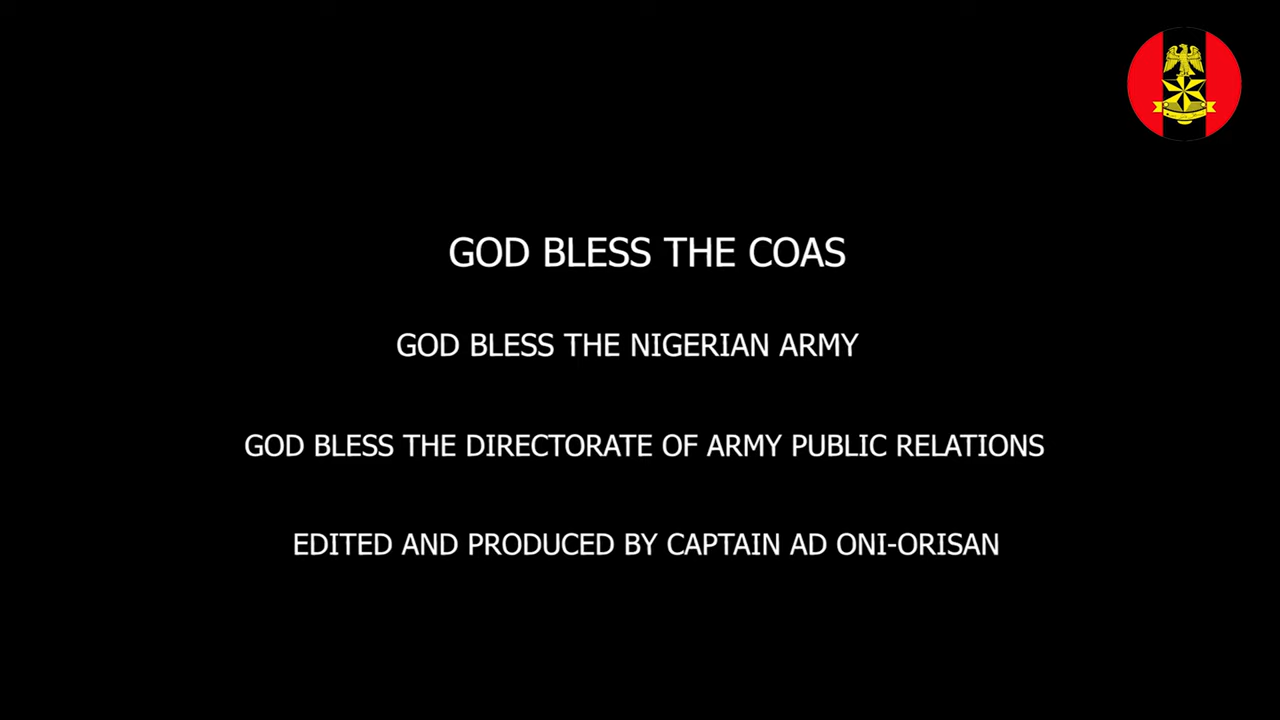 GOD BLESS THE COAS
GOD BLESS THE NIGERIAN ARMY
GOD BLESS THE DIRECTORATE OF ARMY PUBLIC RELATIONS
EDITED AND PRODUCED BY CAPTAIN AD ONI-ORISAN